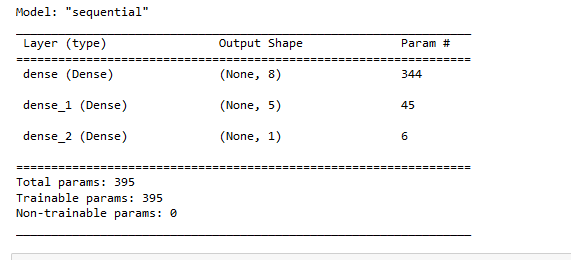 Model: "sequential"
Layer (type) Output Shape Param #
dense (Dense) (None, 8) 344
dense_1 (Dense) (None, 5) 45
dense_2 (Dense) (None, 1) 6
Total params: 395
Trainable params: 395
Non-trainable params: 0